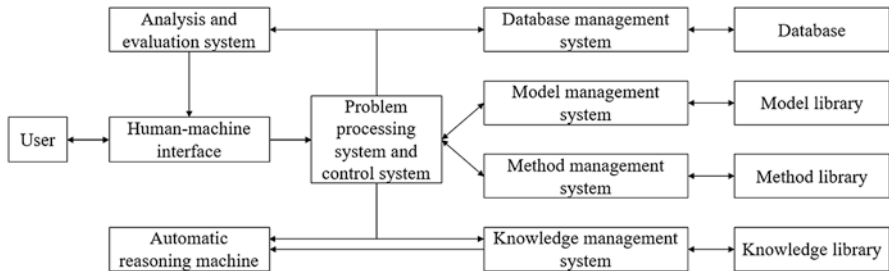 Analysis and
evaluation system
Database management
system
Database
Model management
system
Model library
Problem
processing
system and
control system
User
Human-machine
interface
Method management
system
Method library
Automatic
reasoning machine
Knowledge management
system
Knowledge library